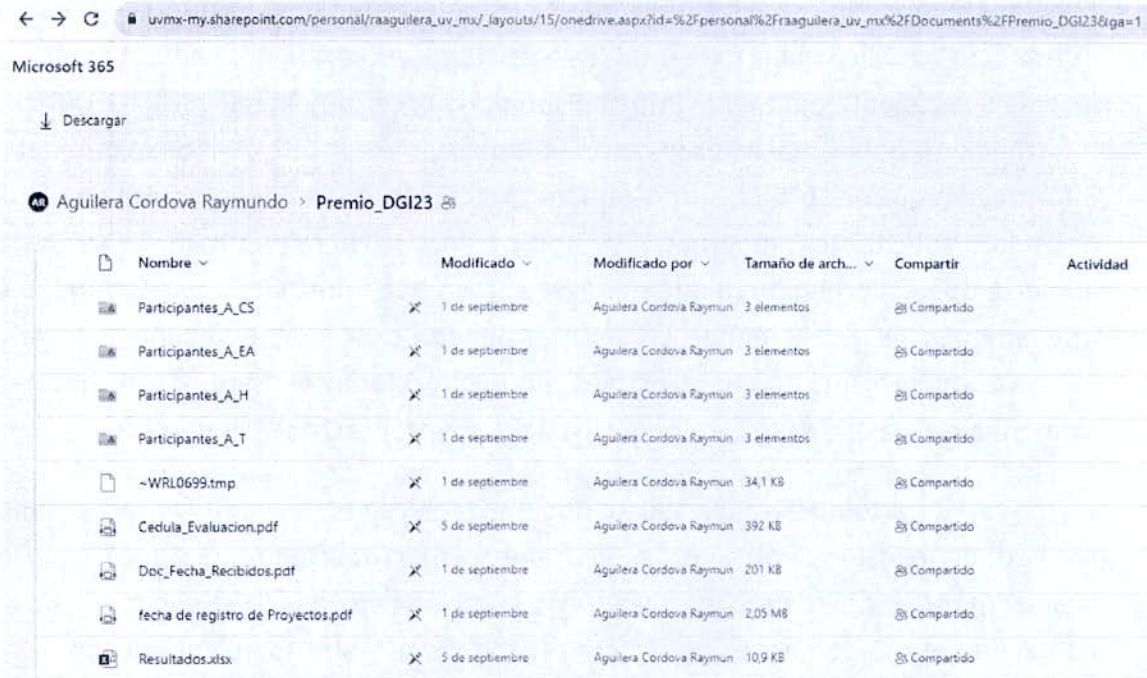 uvmx-my.sharepoint.com/personal/raaguilera_uv_mx/_layouts/15/onedrive.aspx?id=%2Fpersonal%2Fraaguilera_uv_mx%2FDocuments%2FPremio_DGI23&ga=1
Microsoft 365
Descargar
AR Aguilera Cordova Raymundo > Premio_DGI23
Nombre Modificado Modificado por Tamaño de arch... Compartir Actividad
Participantes_A_CS 1 de septiembre Aguilera Cordova Raymun 3 elementos Compartido
Participantes_A_EA 1 de septiembre Aguilera Cordova Raymun 3 elementos Compartido
Participantes_A_H 1 de septiembre Aguilera Cordova Raymun 3 elementos Compartido
Participantes_A_T 1 de septiembre Aguilera Cordova Raymun 3 elementos Compartido
~WRL0699.tmp 1 de septiembre Aguilera Cordova Raymun 34,1 KB Compartido
Cedula_Evaluacion.pdf 5 de septiembre Aguilera Cordova Raymun 392 KB Compartido
Doc_Fecha_Recibidos.pdf 1 de septiembre Aguilera Cordova Raymun 201 KB Compartido
fecha de registro de Proyectos.pdf 1 de septiembre Aguilera Cordova Raymun 2,05 MB Compartido
Resultados.xlsx 5 de septiembre Aguilera Cordova Raymun 10,9 KB Compartido